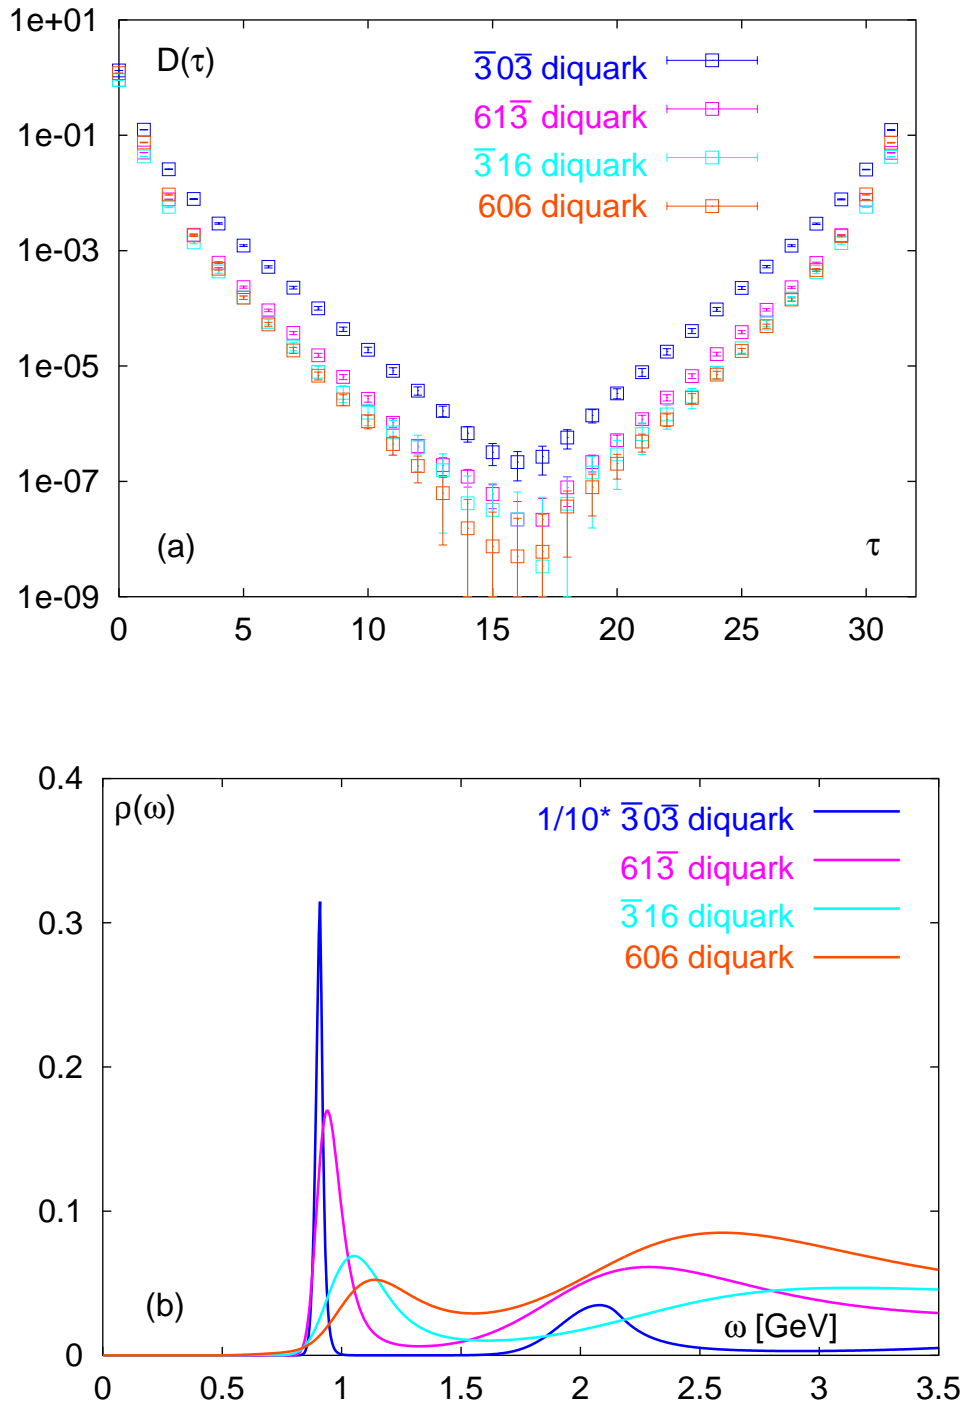 1e+01
D(τ)
3̅03̅ diquark
613̅ diquark
3̅16 diquark
606 diquark
1e-01
1e-03
1e-05
1e-07
(a)
τ
1e-09
0 5 10 15 20 25 30
0.4
ρ(ω)
1/10* 3̅03̅ diquark
613̅ diquark
3̅16 diquark
606 diquark
0.3
0.2
0.1
(b)
ω [GeV]
0
0 0.5 1 1.5 2 2.5 3 3.5